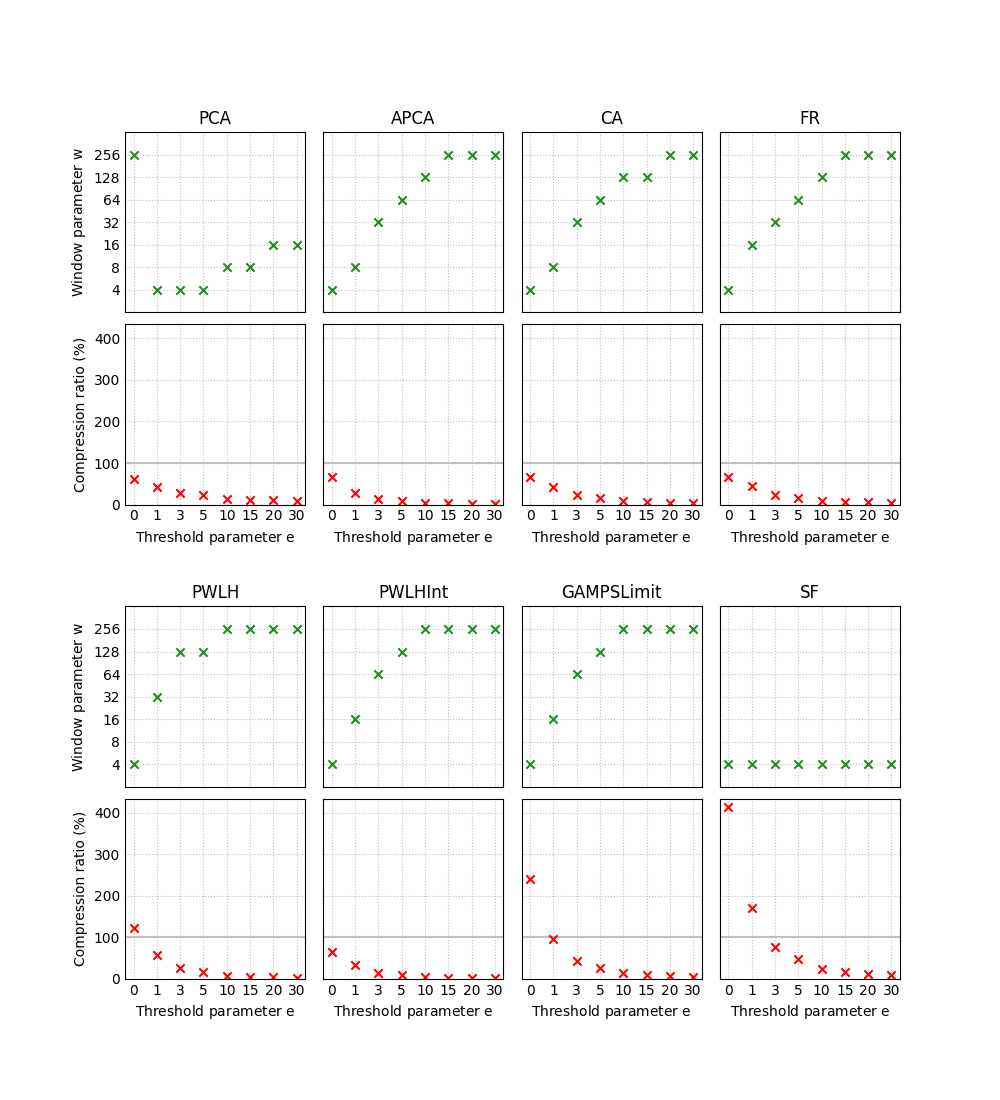 PCA APCA CA FR
Window parameter w
256
128
64
32
16
8
4
Compression ratio (%)
400
300
200
100
0
0 1 3 5 10 15 20 30 0 1 3 5 10 15 20 30 0 1 3 5 10 15 20 30 0 1 3 5 10 15 20 30
Threshold parameter e Threshold parameter e Threshold parameter e Threshold parameter e
PWLH PWLHInt GAMPSLimit SF
Window parameter w
256
128
64
32
16
8
4
Compression ratio (%)
400
300
200
100
0
0 1 3 5 10 15 20 30 0 1 3 5 10 15 20 30 0 1 3 5 10 15 20 30 0 1 3 5 10 15 20 30
Threshold parameter e Threshold parameter e Threshold parameter e Threshold parameter e